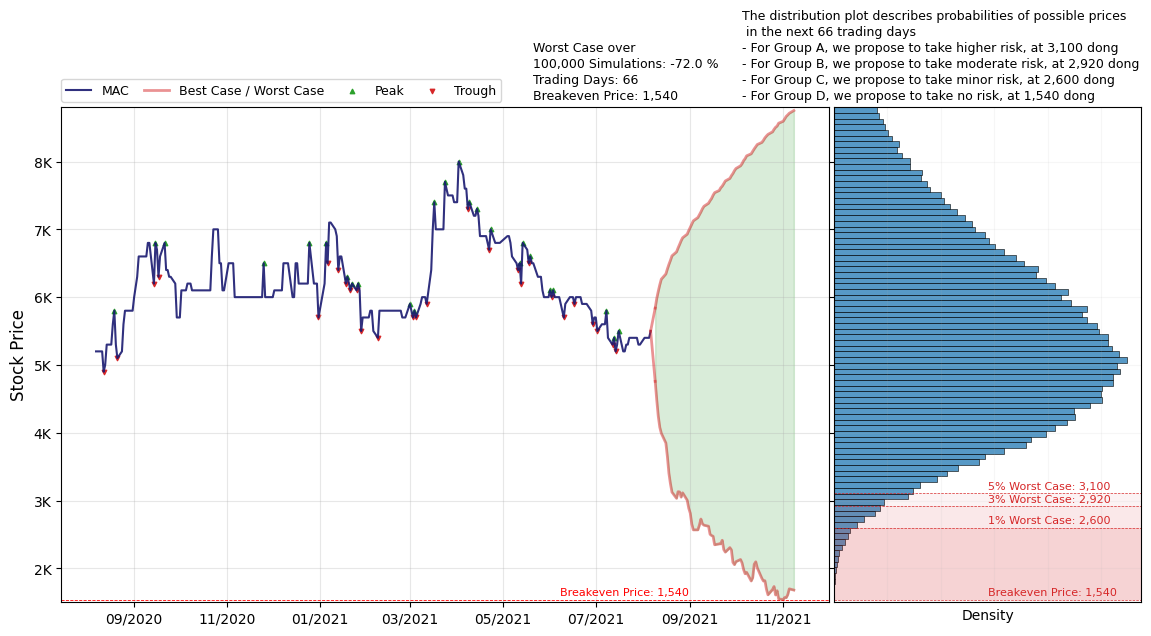 The distribution plot describes probabilities of possible prices
in the next 66 trading days
- For Group A, we propose to take higher risk, at 3,100 dong
- For Group B, we propose to take moderate risk, at 2,920 dong
- For Group C, we propose to take minor risk, at 2,600 dong
- For Group D, we propose to take no risk, at 1,540 dong
Worst Case over
100,000 Simulations: -72.0 %
Trading Days: 66
Breakeven Price: 1,540
MAC
Best Case / Worst Case
Peak
Trough
Stock Price
8K
7K
6K
5K
4K
3K
2K
Breakeven Price: 1,540
09/2020
11/2020
01/2021
03/2021
05/2021
07/2021
09/2021
11/2021
5% Worst Case: 3,100
3% Worst Case: 2,920
1% Worst Case: 2,600
Breakeven Price: 1,540
Density